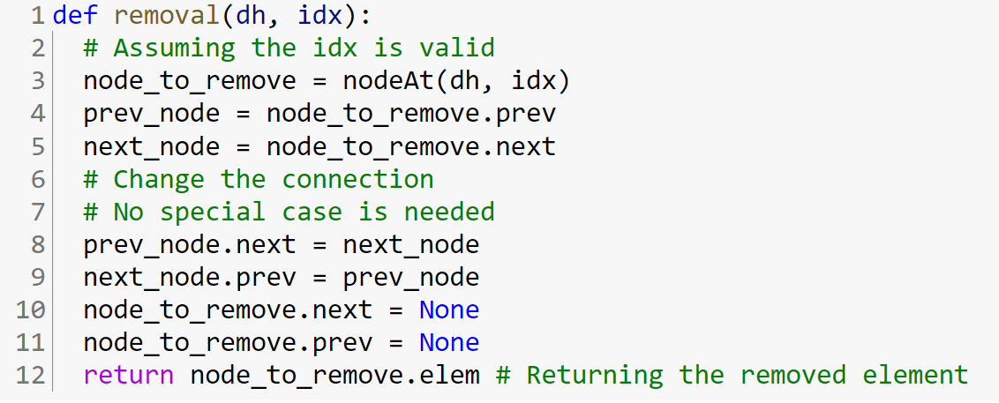 1 def removal(dh, idx):
2   # Assuming the idx is valid
3   node_to_remove = nodeAt(dh, idx)
4   prev_node = node_to_remove.prev
5   next_node = node_to_remove.next
6   # Change the connection
7   # No special case is needed
8   prev_node.next = next_node
9   next_node.prev = prev_node
10   node_to_remove.next = None
11   node_to_remove.prev = None
12   return node_to_remove.elem # Returning the removed element